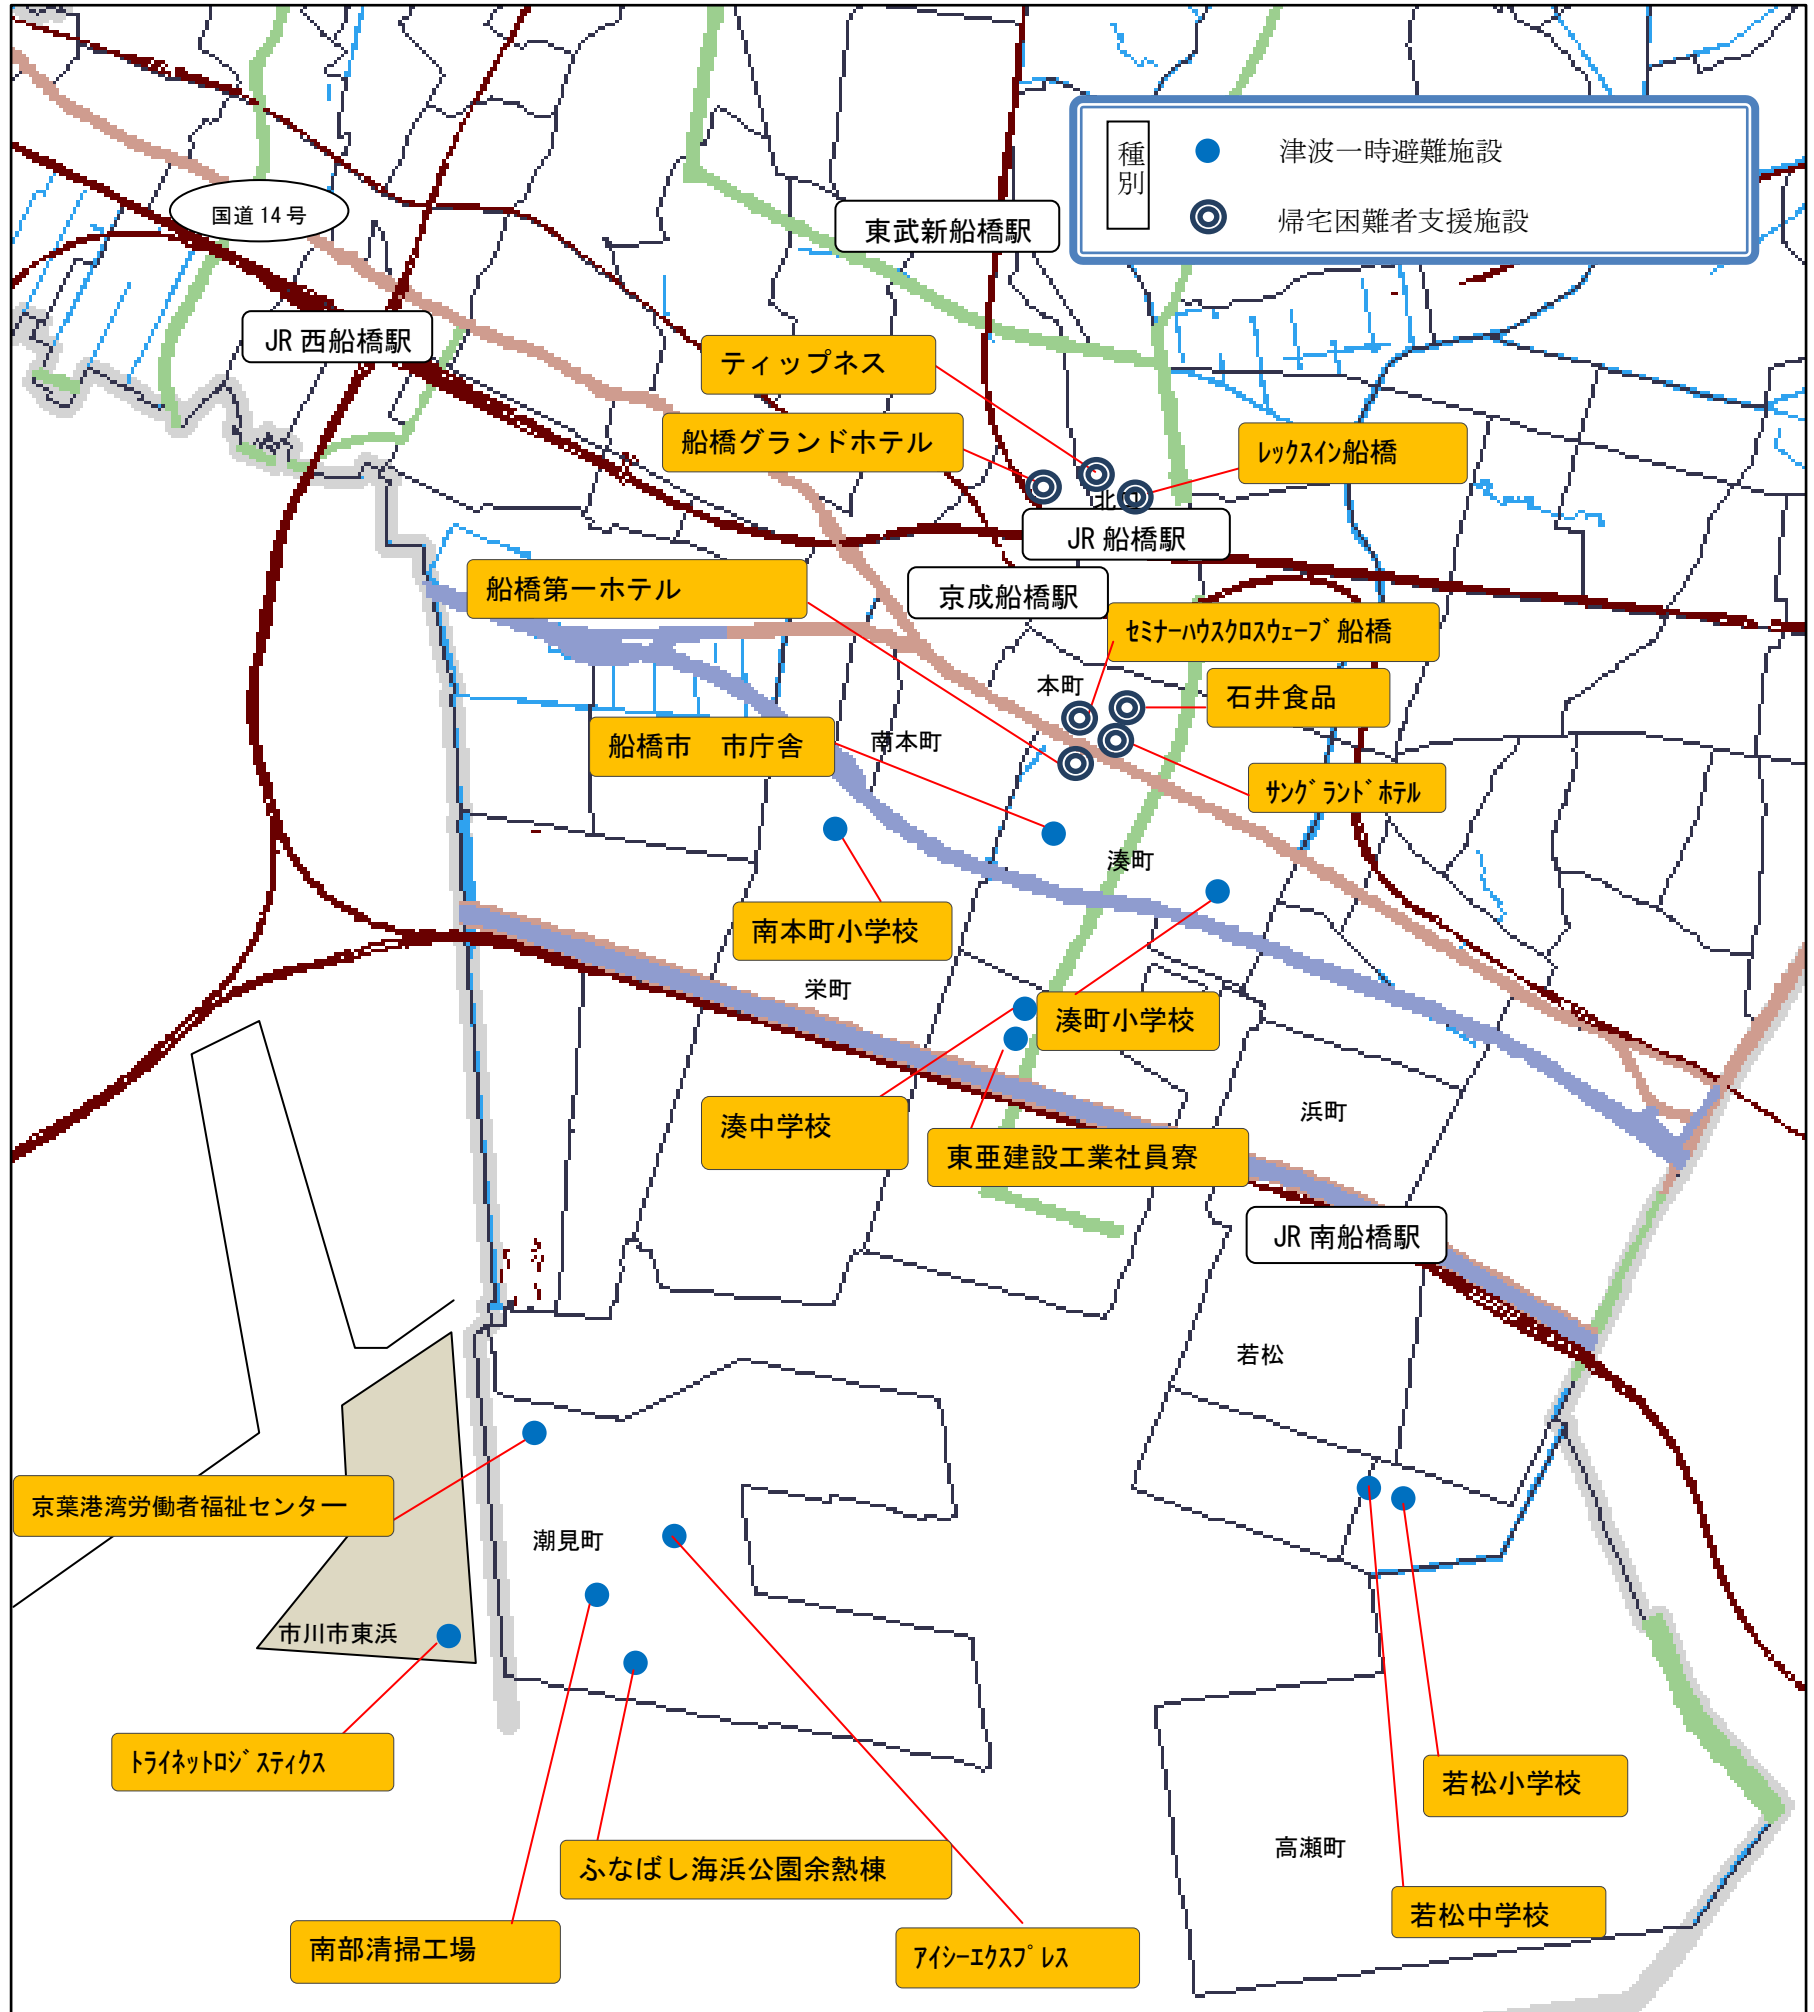 種別
津波一時避難施設
帰宅困難者支援施設
国道14号
東武新船橋駅
JR西船橋駅
ティップネス
船橋グランドホテル
レックスイン船橋
北口
JR船橋駅
船橋第一ホテル
京成船橋駅
セミナーハウスクロスウェーブ船橋
本町
石井食品
船橋市 市庁舎
南本町
サングランドホテル
湊町
南本町小学校
栄町
湊町小学校
湊中学校
浜町
東亜建設工業社員寮
JR南船橋駅
若松
京葉港湾労働者福祉センター
潮見町
市川市東浜
トライネットロジスティクス
若松小学校
高瀬町
ふなばし海浜公園余熱棟
若松中学校
南部清掃工場
アイシーエクスプレス